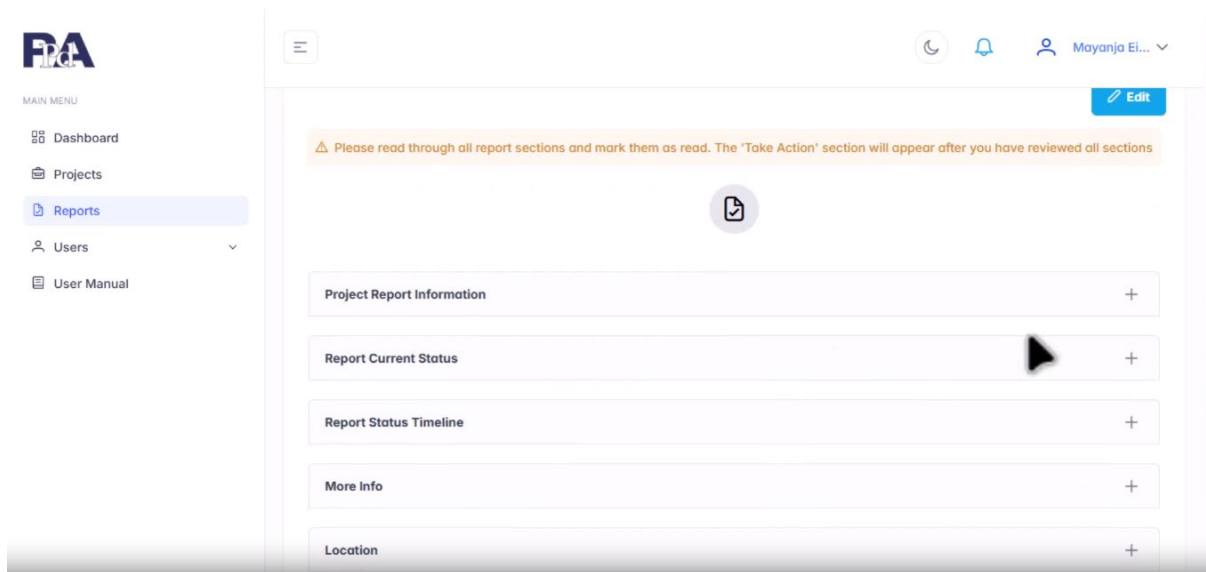 PPdA
Mayanja Ei...
MAIN MENU
Edit
Dashboard
Please read through all report sections and mark them as read. The 'Take Action' section will appear after you have reviewed all sections
Projects
Reports
Users
User Manual
Project Report Information
Report Current Status
Report Status Timeline
More Info
Location